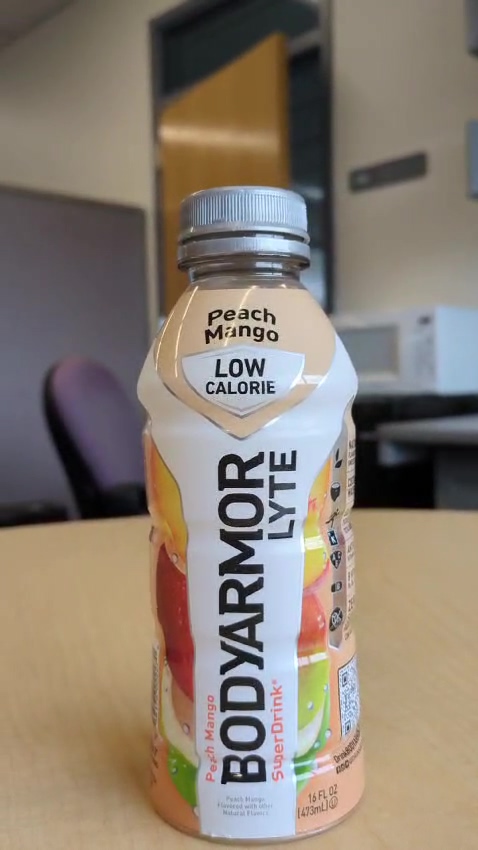 Peach
Mango
LOW
CALORIE
BODYARMOR
LYTE
Peach Mango
SuperDrink
Peach Mango
Flavored with other
Natural Flavors
16 FL OZ
(473mL)